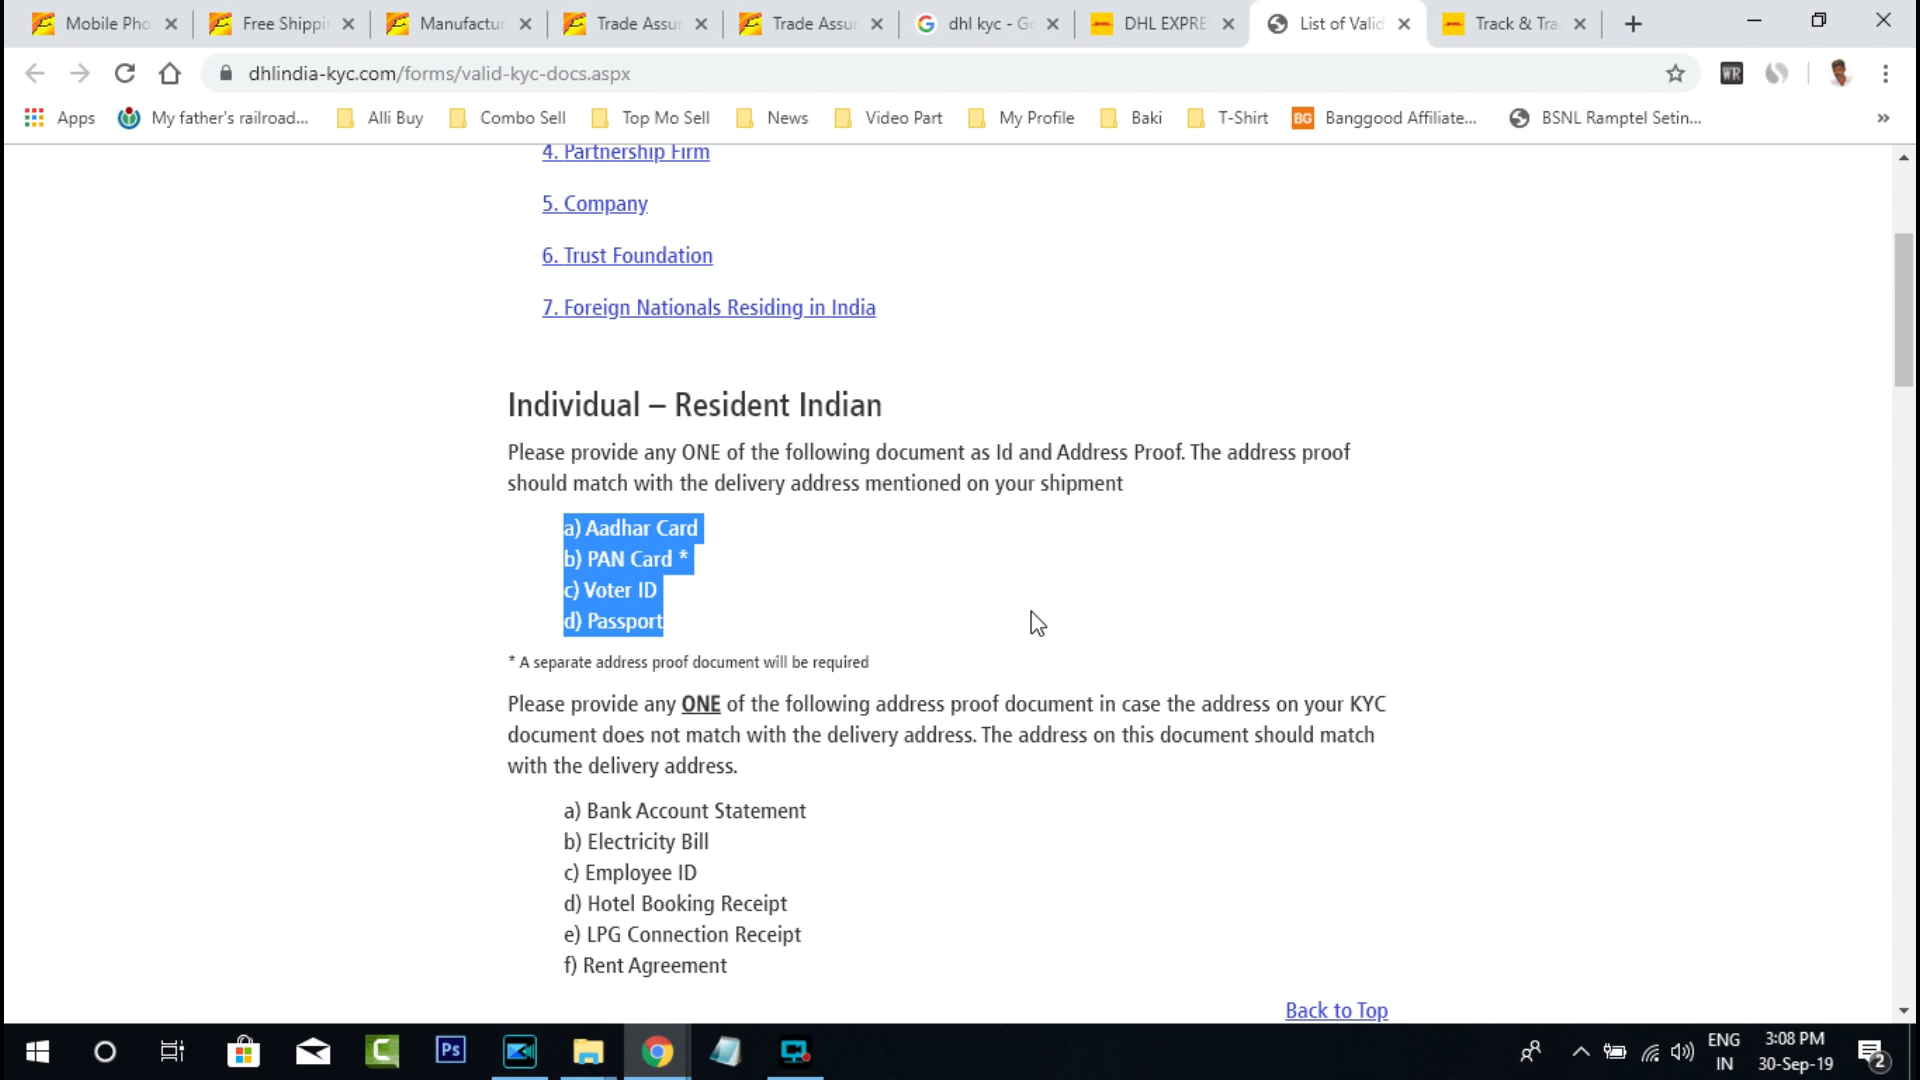 Mobile Pho
Free Shippi
Manufactur
Trade Assur
Trade Assur
dhl kyc - Go
DHL EXPRE
List of Valid
Track & Tra
dhlindia-kyc.com/forms/valid-kyc-docs.aspx
WR
Apps
My father's railroad...
Alli Buy
Combo Sell
Top Mo Sell
News
Video Part
My Profile
Baki
T-Shirt
BG Banggood Affiliate...
BSNL Ramptel Setin...
»
4. Partnership Firm
5. Company
6. Trust Foundation
7. Foreign Nationals Residing in India
Individual – Resident Indian
Please provide any ONE of the following document as Id and Address Proof. The address proof
should match with the delivery address mentioned on your shipment
a) Aadhar Card
b) PAN Card *
c) Voter ID
d) Passport
* A separate address proof document will be required
Please provide any ONE of the following address proof document in case the address on your KYC
document does not match with the delivery address. The address on this document should match
with the delivery address.
a) Bank Account Statement
b) Electricity Bill
c) Employee ID
d) Hotel Booking Receipt
e) LPG Connection Receipt
f) Rent Agreement
Back to Top
C
Ps
ENG
IN
3:08 PM
30-Sep-19
2